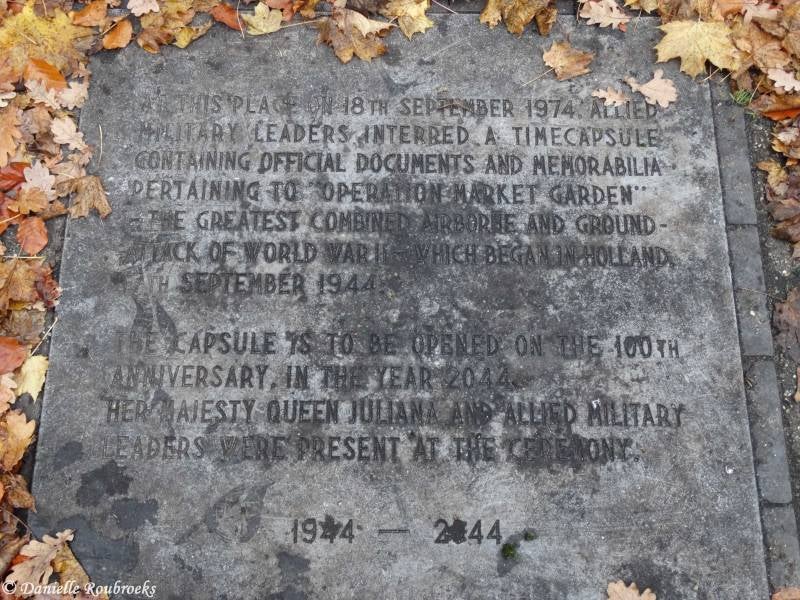 AT THIS PLACE ON 18TH SEPTEMBER 1974, ALLIED
MILITARY LEADERS INTERRED A TIMECAPSULE
CONTAINING OFFICIAL DOCUMENTS AND MEMORABILIA
PERTAINING TO "OPERATION MARKET GARDEN"
- THE GREATEST COMBINED AIRBORNE AND GROUND-
ATTACK OF WORLD WAR II - WHICH BEGAN IN HOLLAND,
17TH SEPTEMBER 1944.
THE CAPSULE IS TO BE OPENED ON THE 100TH
ANNIVERSARY, IN THE YEAR 2044.
HER MAJESTY QUEEN JULIANA AND ALLIED MILITARY
LEADERS WERE PRESENT AT THE CEREMONY.
1944 — 2044
© Danielle Roubroeks